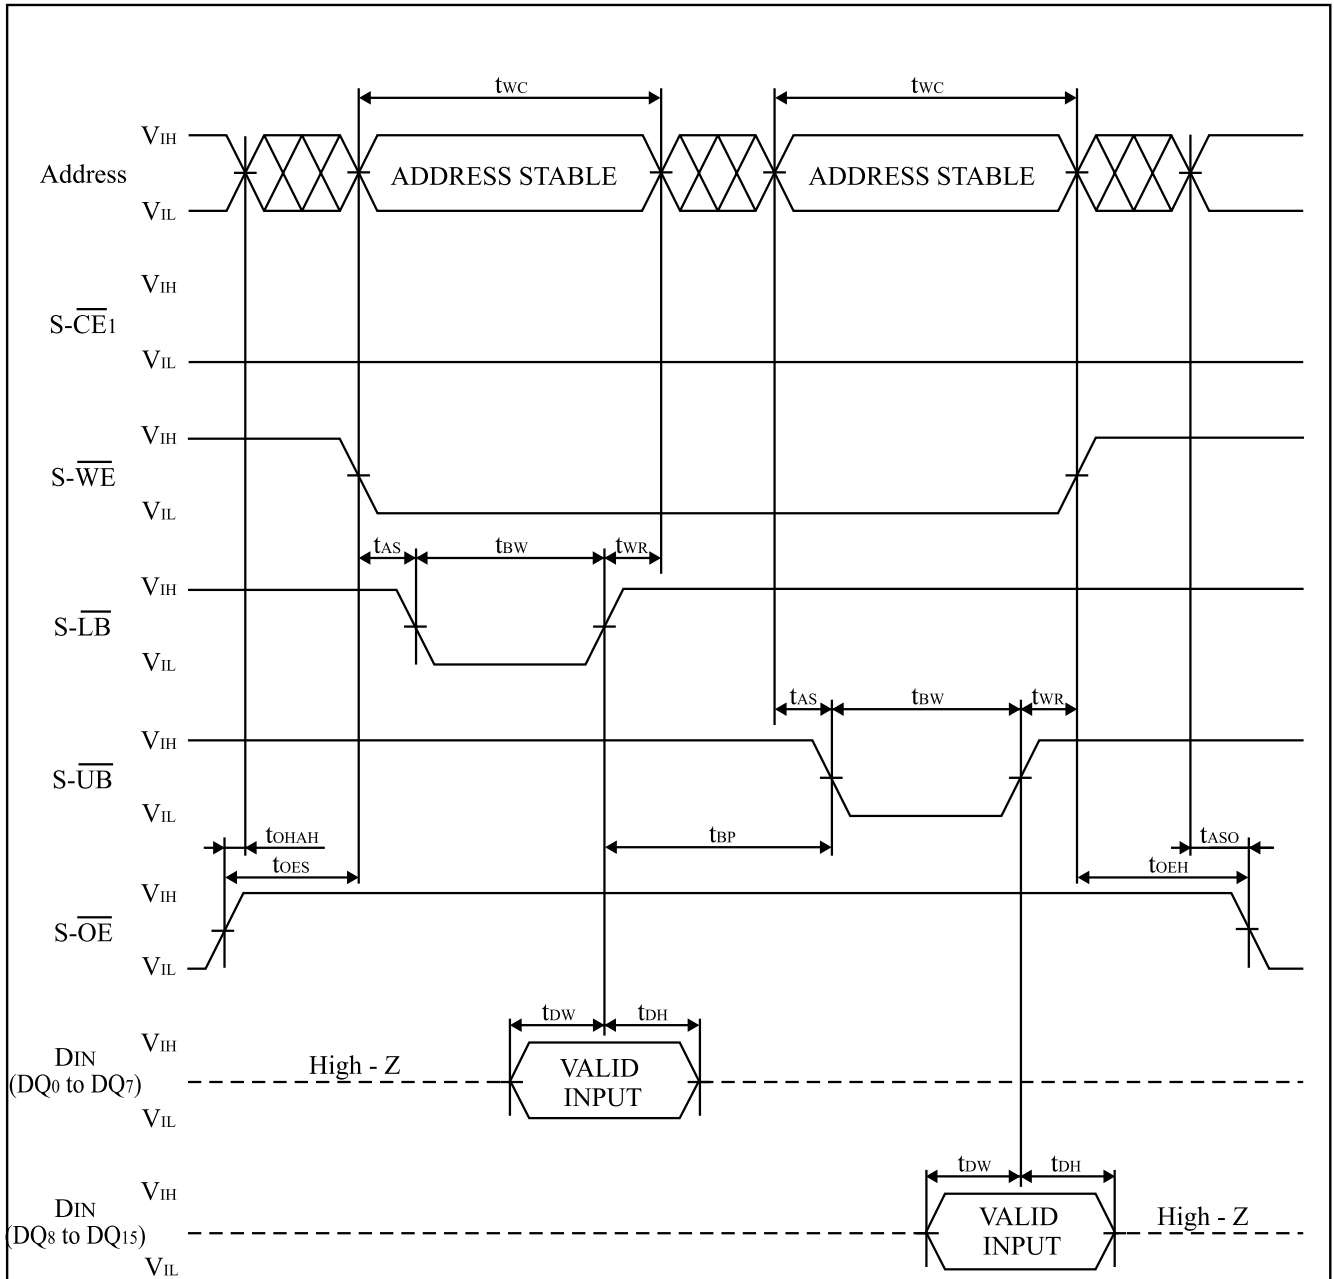 tWC tWC
VIH
Address ADDRESS STABLE ADDRESS STABLE
VIL
VIH
S-CE1
VIL
VIH
S-WE
VIL
tAS tBW tWR
VIH
S-LB
VIL
tAS tBW tWR
VIH
S-UB
VIL
tOHAH tBP tASO
tOES tOEH
VIH
S-OE
VIL
tDW tDH
VIH
DIN High - Z VALID
(DQ0 to DQ7) INPUT
VIL
tDW tDH
VIH
DIN VALID High - Z
(DQ8 to DQ15) INPUT
VIL